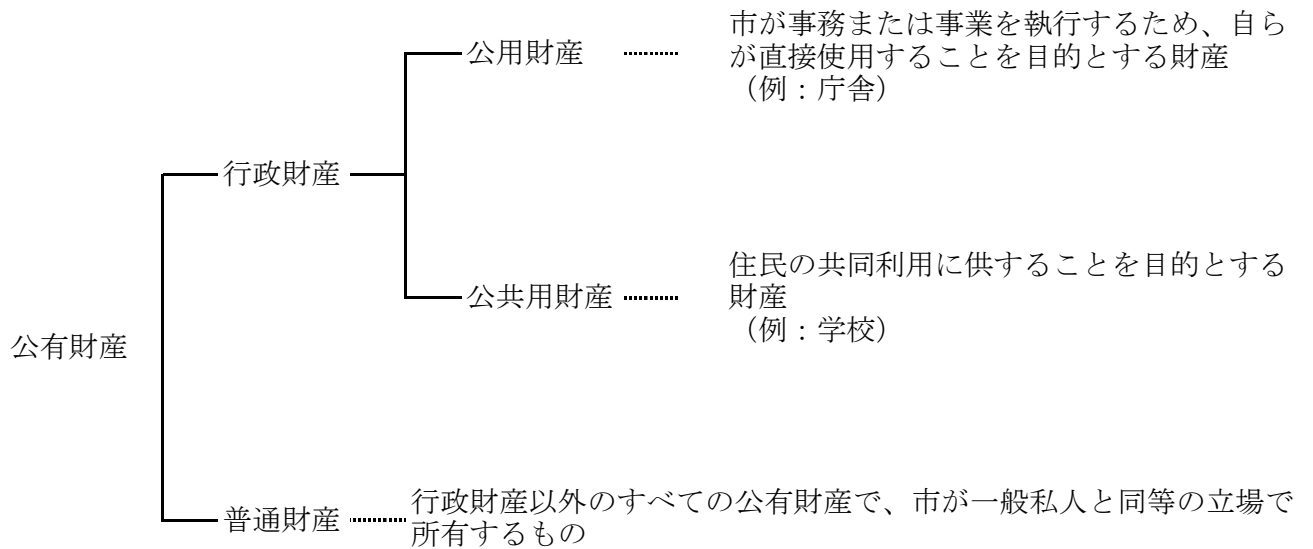 公用財産
市が事務または事業を執行するため、自ら
が直接使用することを目的とする財産
（例：庁舎）
行政財産
公共用財産
住民の共同利用に供することを目的とする
財産
（例：学校）
公有財産
普通財産
行政財産以外のすべての公有財産で、市が一般私人と同等の立場で
所有するもの